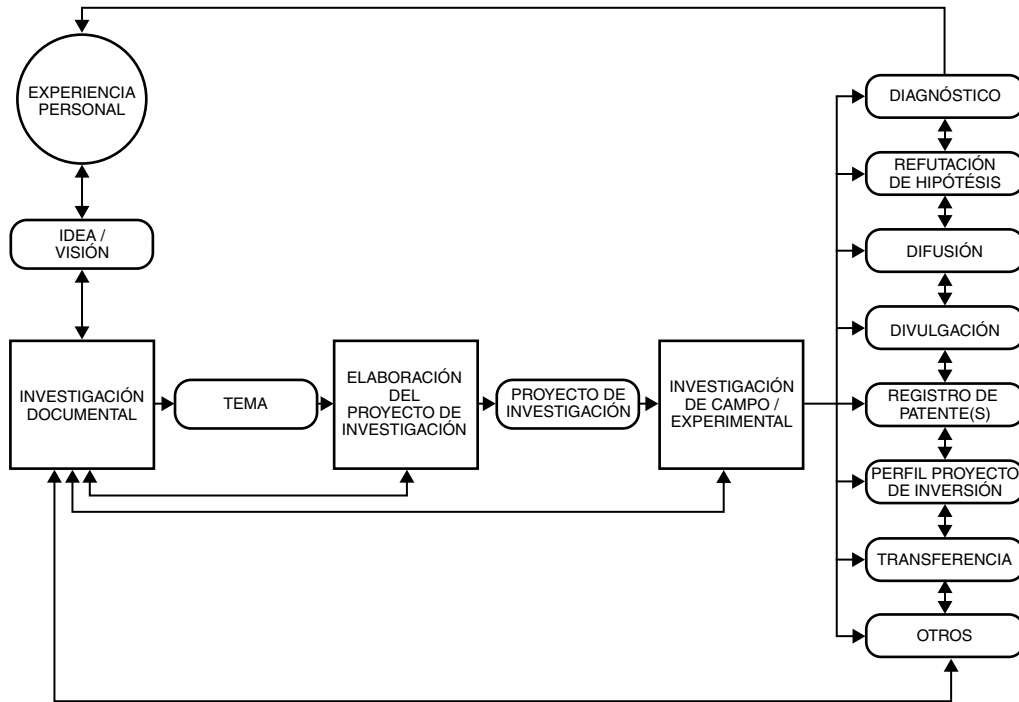 EXPERIENCIA
PERSONAL
IDEA /
VISIÓN
INVESTIGACIÓN
DOCUMENTAL
TEMA
ELABORACIÓN
DEL
PROYECTO DE
INVESTIGACIÓN
PROYECTO DE
INVESTIGACIÓN
INVESTIGACIÓN
DE CAMPO /
EXPERIMENTAL
DIAGNÓSTICO
REFUTACIÓN
DE HIPÓTÉSIS
DIFUSIÓN
DIVULGACIÓN
REGISTRO DE
PATENTE(S)
PERFIL PROYECTO
DE INVERSIÓN
TRANSFERENCIA
OTROS